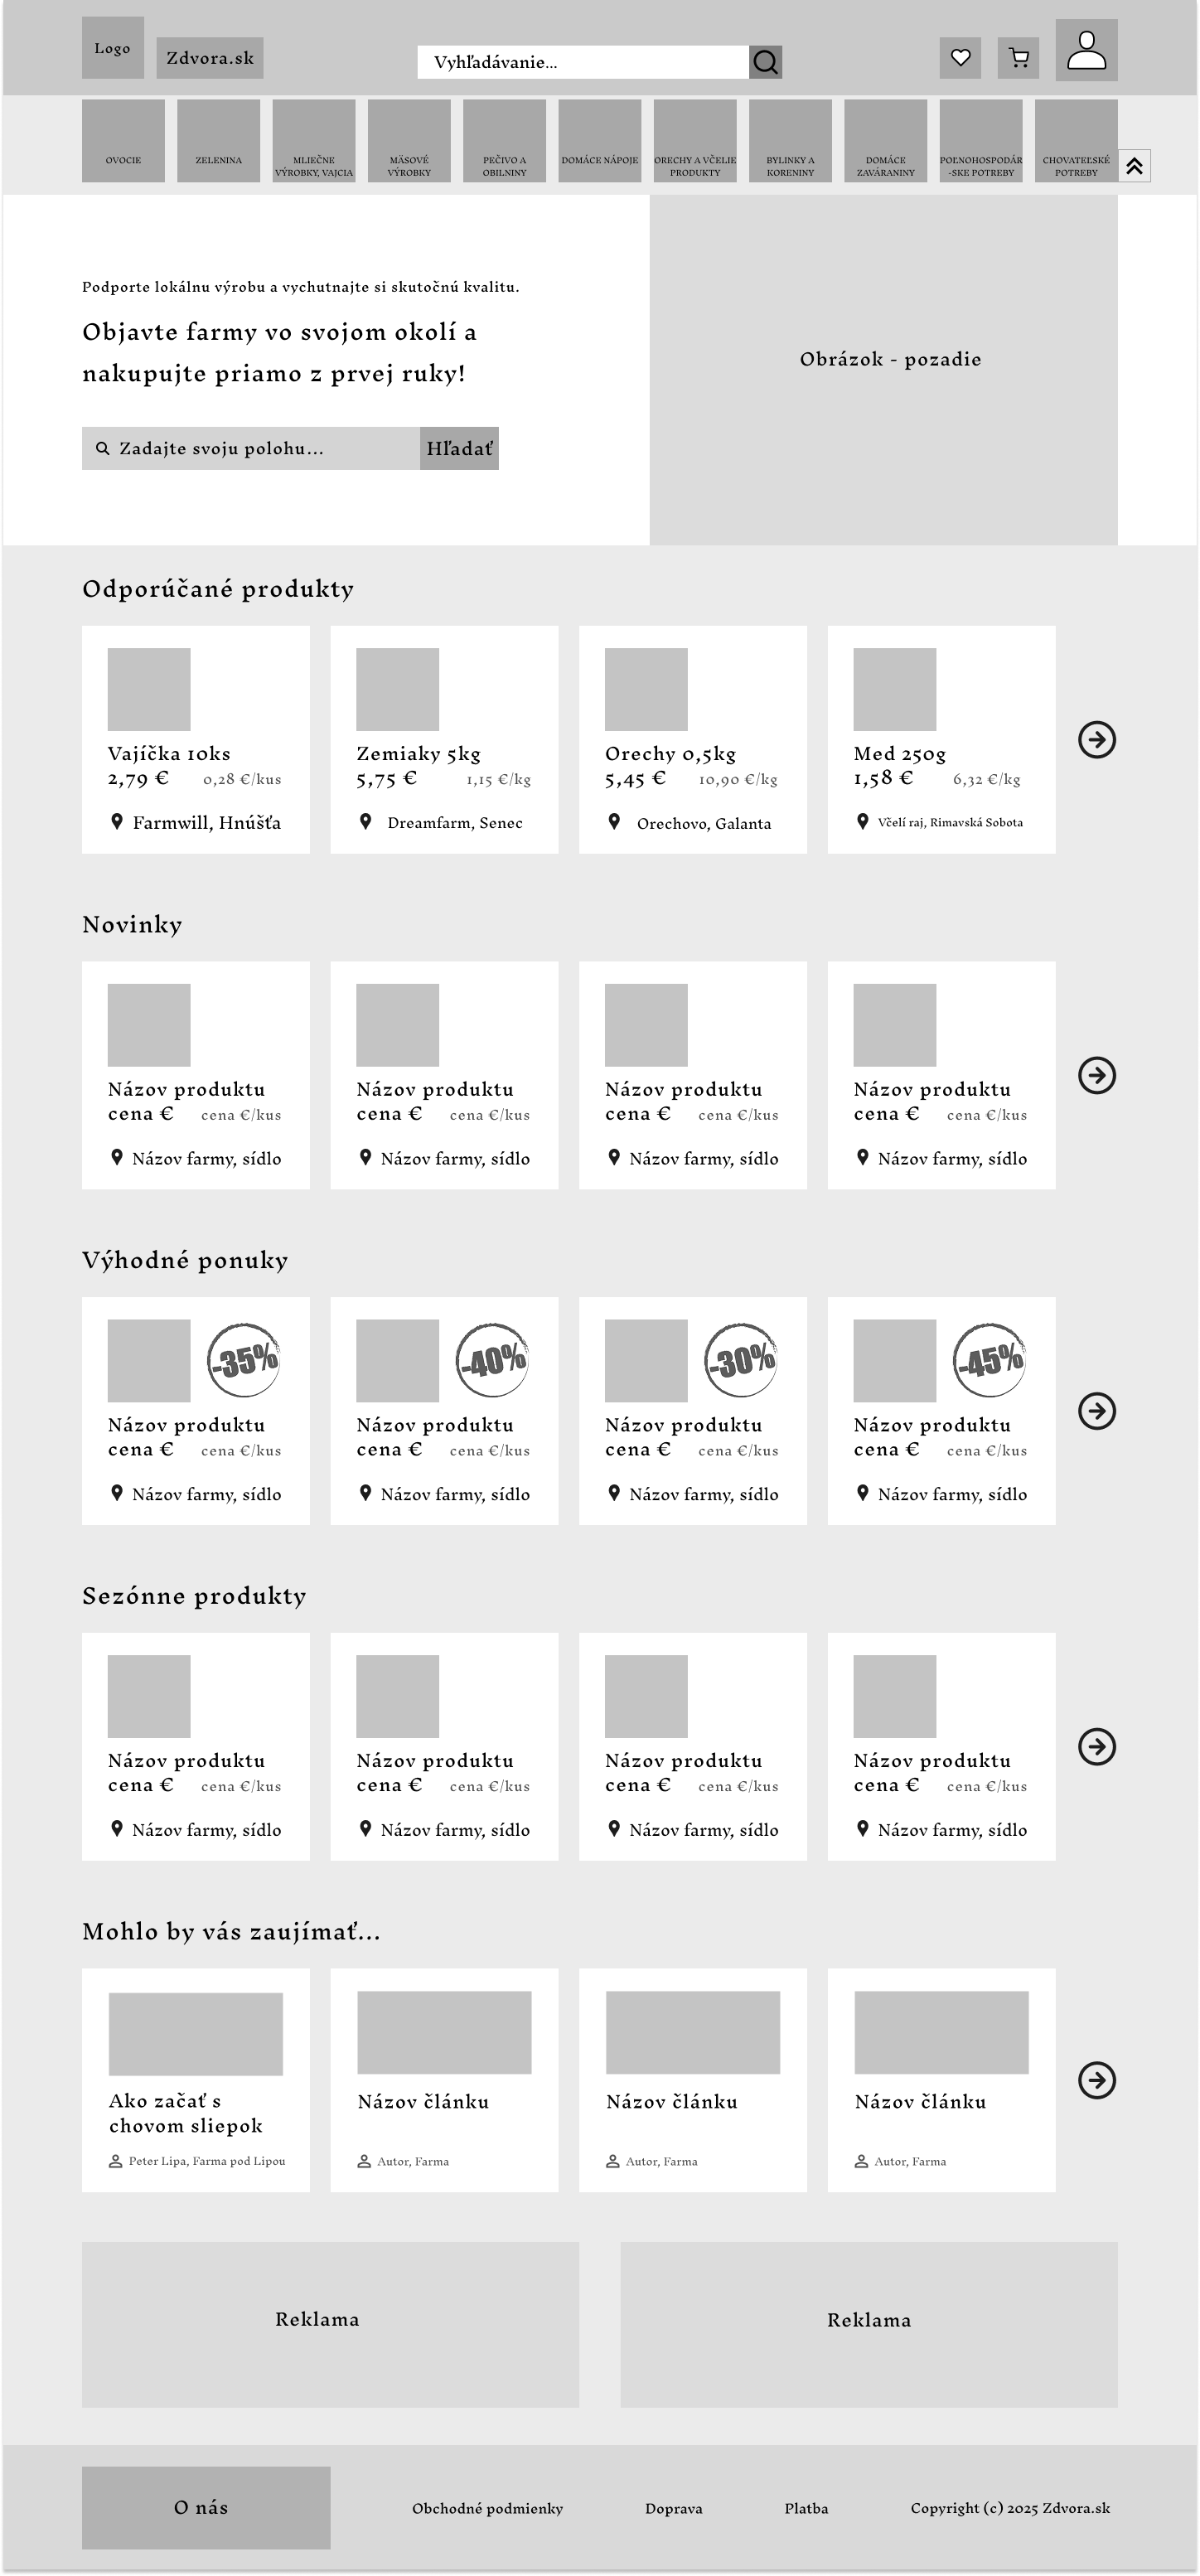 Logo
Zdvora.sk
Vyhľadávanie...
OVOCIE
ZELENINA
MLIEČNE
VÝROBKY, VAJCIA
MÄSOVÉ
VÝROBKY
PEČIVO A
OBILNINY
DOMÁCE NÁPOJE
ORECHY A VČELIE
PRODUKTY
BYLINKY A
KORENINY
DOMÁCE
ZAVÁRANINY
POĽNOHOSPODÁR
-SKE POTREBY
CHOVATEĽSKÉ
POTREBY
Podporte lokálnu výrobu a vychutnajte si skutočnú kvalitu.
Objavte farmy vo svojom okolí a
nakupujte priamo z prvej ruky!
Zadajte svoju polohu...
Hľadať
Obrázok - pozadie
Odporúčané produkty
Vajíčka 10ks
2,79 € 0,28 €/kus
Farmwill, Hnúšťa
Zemiaky 5kg
5,75 € 1,15 €/kg
Dreamfarm, Senec
Orechy 0,5kg
5,45 € 10,90 €/kg
Orechovo, Galanta
Med 250g
1,58 € 6,32 €/kg
Včelí raj, Rimavská Sobota
Novinky
Názov produktu
cena € cena €/kus
Názov farmy, sídlo
Názov produktu
cena € cena €/kus
Názov farmy, sídlo
Názov produktu
cena € cena €/kus
Názov farmy, sídlo
Názov produktu
cena € cena €/kus
Názov farmy, sídlo
Výhodné ponuky
-35%
Názov produktu
cena € cena €/kus
Názov farmy, sídlo
-40%
Názov produktu
cena € cena €/kus
Názov farmy, sídlo
-30%
Názov produktu
cena € cena €/kus
Názov farmy, sídlo
-45%
Názov produktu
cena € cena €/kus
Názov farmy, sídlo
Sezónne produkty
Názov produktu
cena € cena €/kus
Názov farmy, sídlo
Názov produktu
cena € cena €/kus
Názov farmy, sídlo
Názov produktu
cena € cena €/kus
Názov farmy, sídlo
Názov produktu
cena € cena €/kus
Názov farmy, sídlo
Mohlo by vás zaujímať...
Ako začať s
chovom sliepok
Peter Lipa, Farma pod Lipou
Názov článku
Autor, Farma
Názov článku
Autor, Farma
Názov článku
Autor, Farma
Reklama
Reklama
O nás
Obchodné podmienky
Doprava
Platba
Copyright (c) 2025 Zdvora.sk